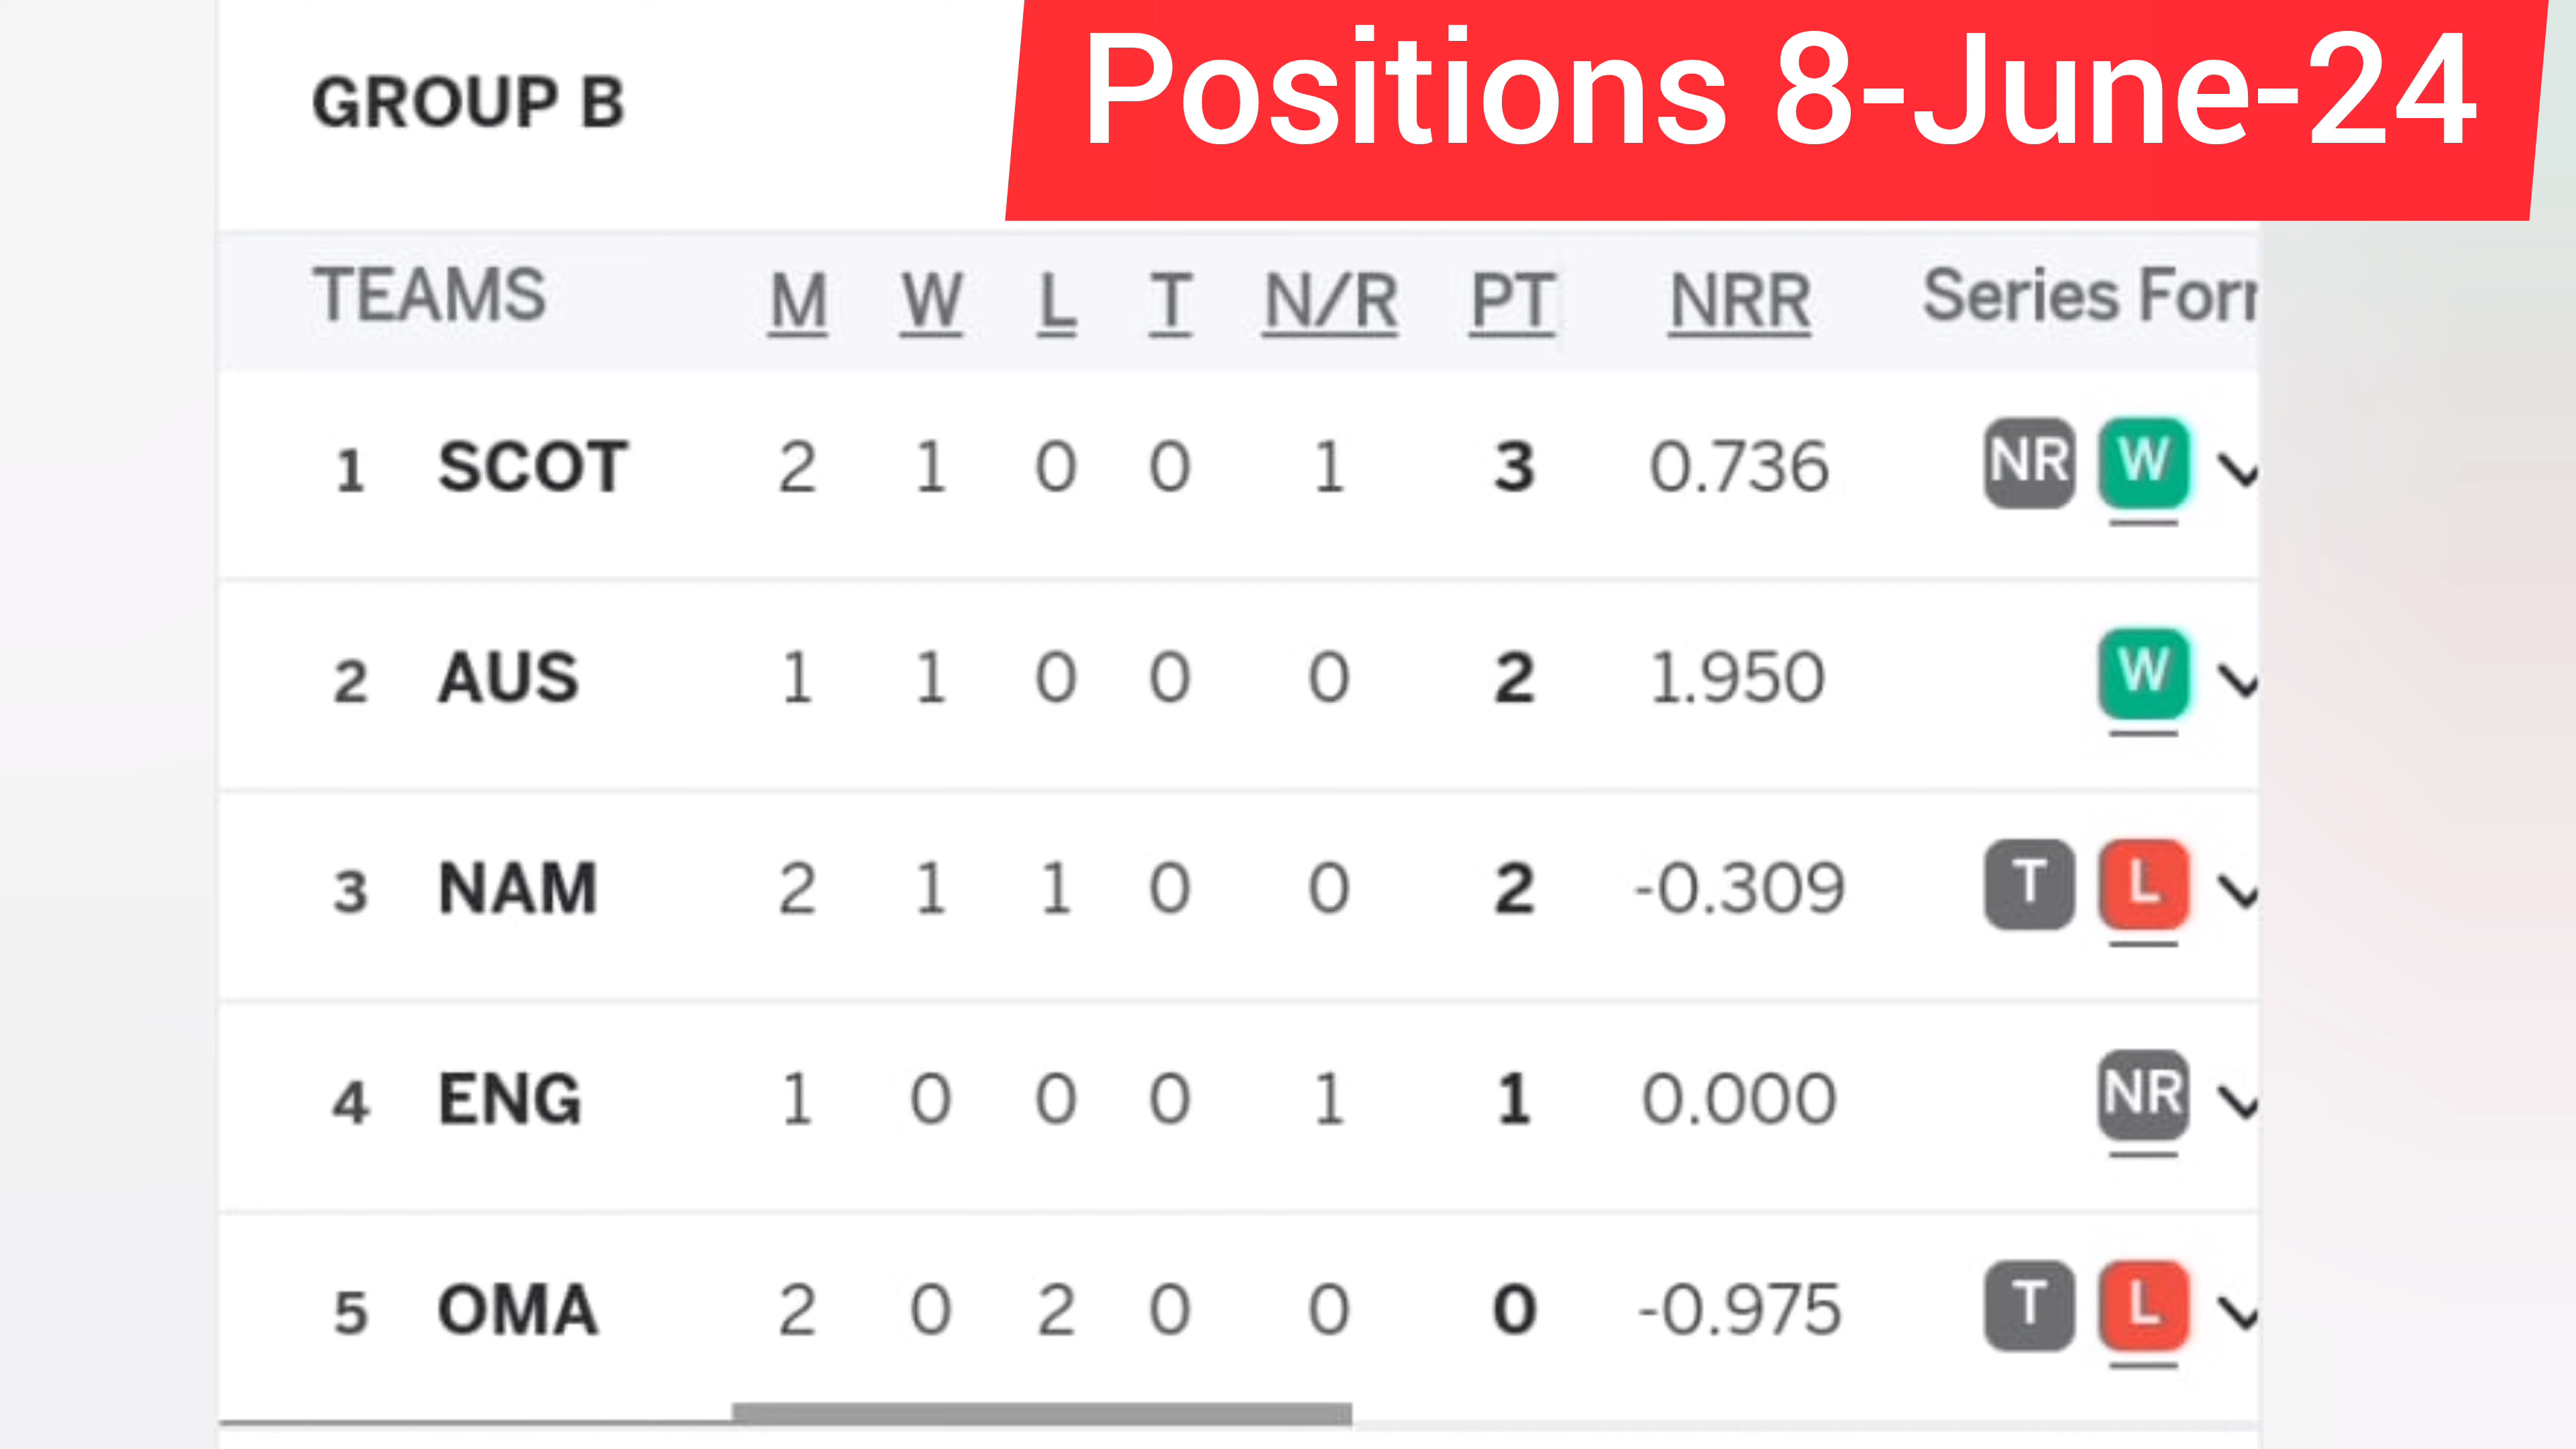 Positions 8-June-24
GROUP B
TEAMS M W L T N/R PT NRR Series For
1 SCOT 2 1 0 0 1 3 0.736 NR W
2 AUS 1 1 0 0 0 2 1.950 W
3 NAM 2 1 1 0 0 2 -0.309 T L
4 ENG 1 0 0 0 1 1 0.000 NR
5 OMA 2 0 2 0 0 0 -0.975 T L